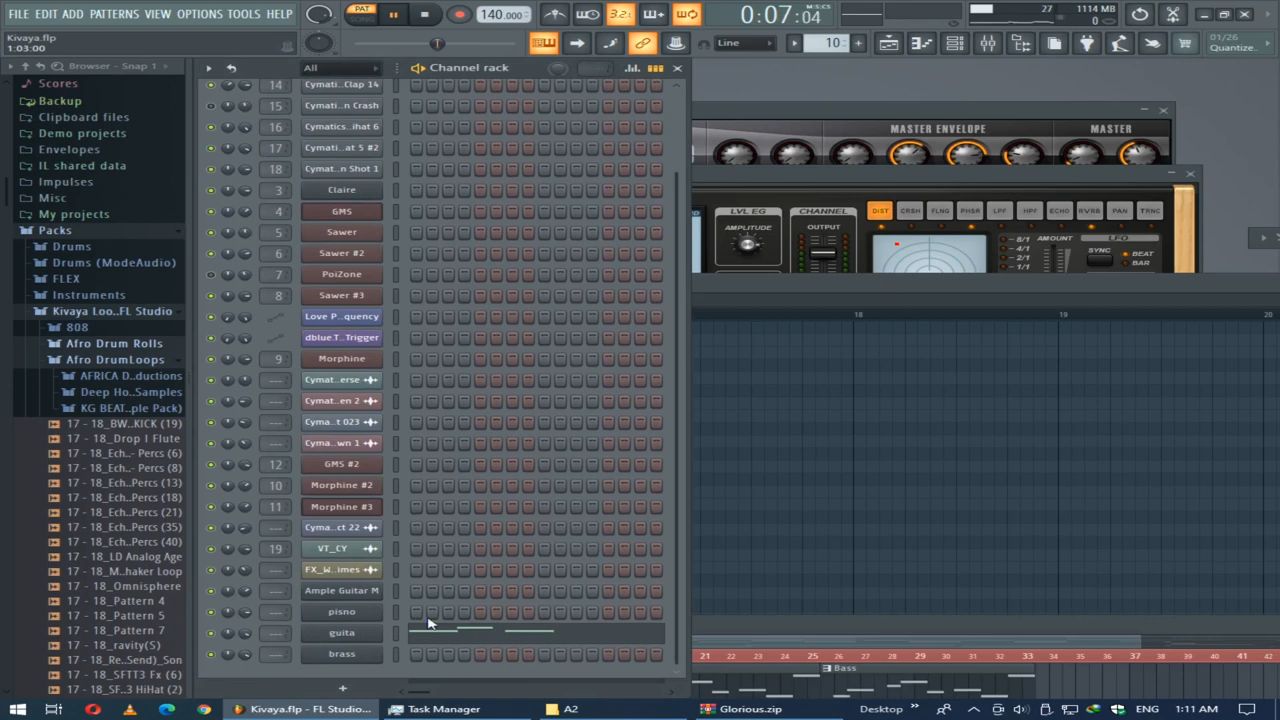 FILE EDIT ADD PATTERNS VIEW OPTIONS TOOLS HELP
PAT
SONG
140.000
3.2.1
0:07:04
M:S:CS
27
1114 MB
0
Kivaya.flp
1:03:00
Line
10
01/26
Quantize..
Browser - Snap 1
All
Channel rack
Scores
Backup
Clipboard files
Demo projects
Envelopes
IL shared data
Impulses
Misc
My projects
Packs
Drums
Drums (ModeAudio)
FLEX
Instruments
Kivaya Loo..FL Studio
808
Afro Drum Rolls
Afro DrumLoops
AFRICA D..ductions
Deep Ho..Samples
KG BEAT..ple Pack)
17 - 18_BW..KICK (19)
17 - 18_Drop I Flute
17 - 18_Ech..- Percs (6)
17 - 18_Ech..- Percs (8)
17 - 18_Ech..Percs (13)
17 - 18_Ech..Percs (18)
17 - 18_Ech..Percs (21)
17 - 18_Ech..Percs (35)
17 - 18_Ech..Percs (40)
17 - 18_LD Analog Age
17 - 18_M..haker Loop
17 - 18_Omnisphere
17 - 18_Pattern 4
17 - 18_Pattern 5
17 - 18_Pattern 7
17 - 18_ravity(S)
17 - 18_Re..Send)_Son
17 - 18_SFTT3 Fx (6)
17 - 18_SF..3 HiHat (2)
14 Cymati..Clap 14
15 Cymati..n Crash
16 Cymatics..ihat 6
17 Cymati..at 5 #2
18 Cymat..n Shot 1
3 Claire
4 GMS
5 Sawer
6 Sawer #2
7 PoiZone
8 Sawer #3
Love P..quency
dblue.T..Trigger
9 Morphine
--- Cymat..erse
--- Cymat..en 2
--- Cyma..t 023
--- Cyma..wn 1
12 GMS #2
10 Morphine #2
11 Morphine #3
--- Cyma..ct 22
19 VT_CY
--- FX_W..imes
--- Ample Guitar M
--- pisno
--- guita
--- brass
MASTER ENVELOPE
MASTER
LVL EG
AMPLITUDE
CHANNEL
OUTPUT
DIST CRSH FLNG PHSR LPF HPF ECHO RVRB PAN TRNC
8/1
4/1
2/1
1/1
AMOUNT
LFO
SYNC
BEAT
BAR
18 19 20
21 22 23 24 25 26 27 28 29 30 31 32 33 34 35 36 37 38 39 40 41 42
Bass
Kivaya.flp - FL Studio...
Task Manager
A2
Glorious.zip
Desktop
1:11 AM